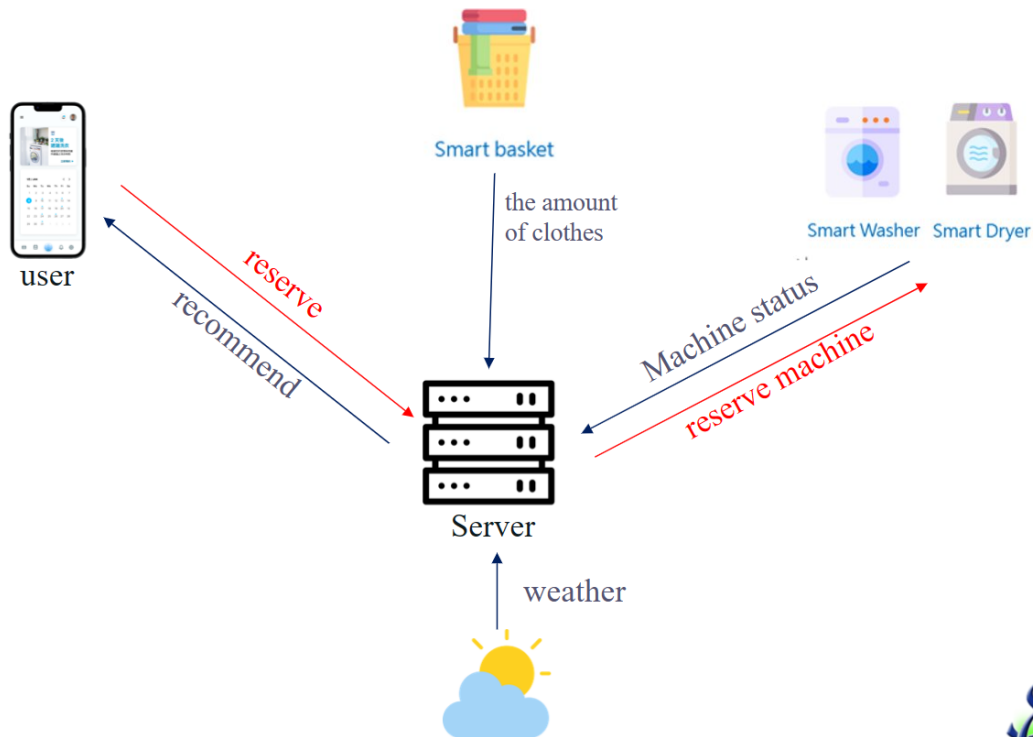 Smart basket
the amount
of clothes
Smart Washer
Smart Dryer
user
reserve
recommend
Machine status
reserve machine
Server
weather